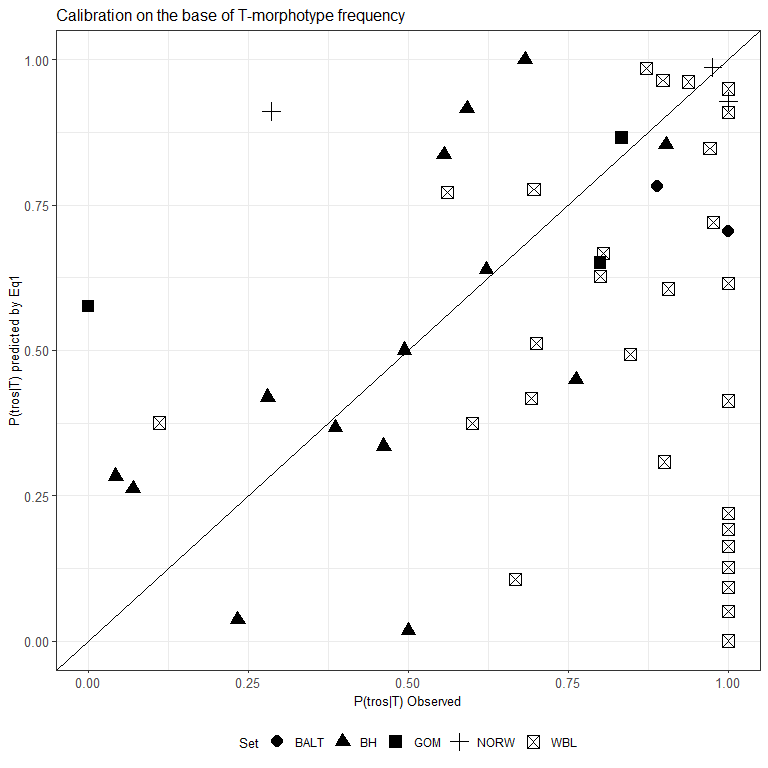 Calibration on the base of T-morphotype frequency
1.00
0.75
0.50
0.25
0.00
P(tros|T) predicted by Eq1
0.00 0.25 0.50 0.75 1.00
P(tros|T) Observed
Set BALT BH GOM NORW WBL